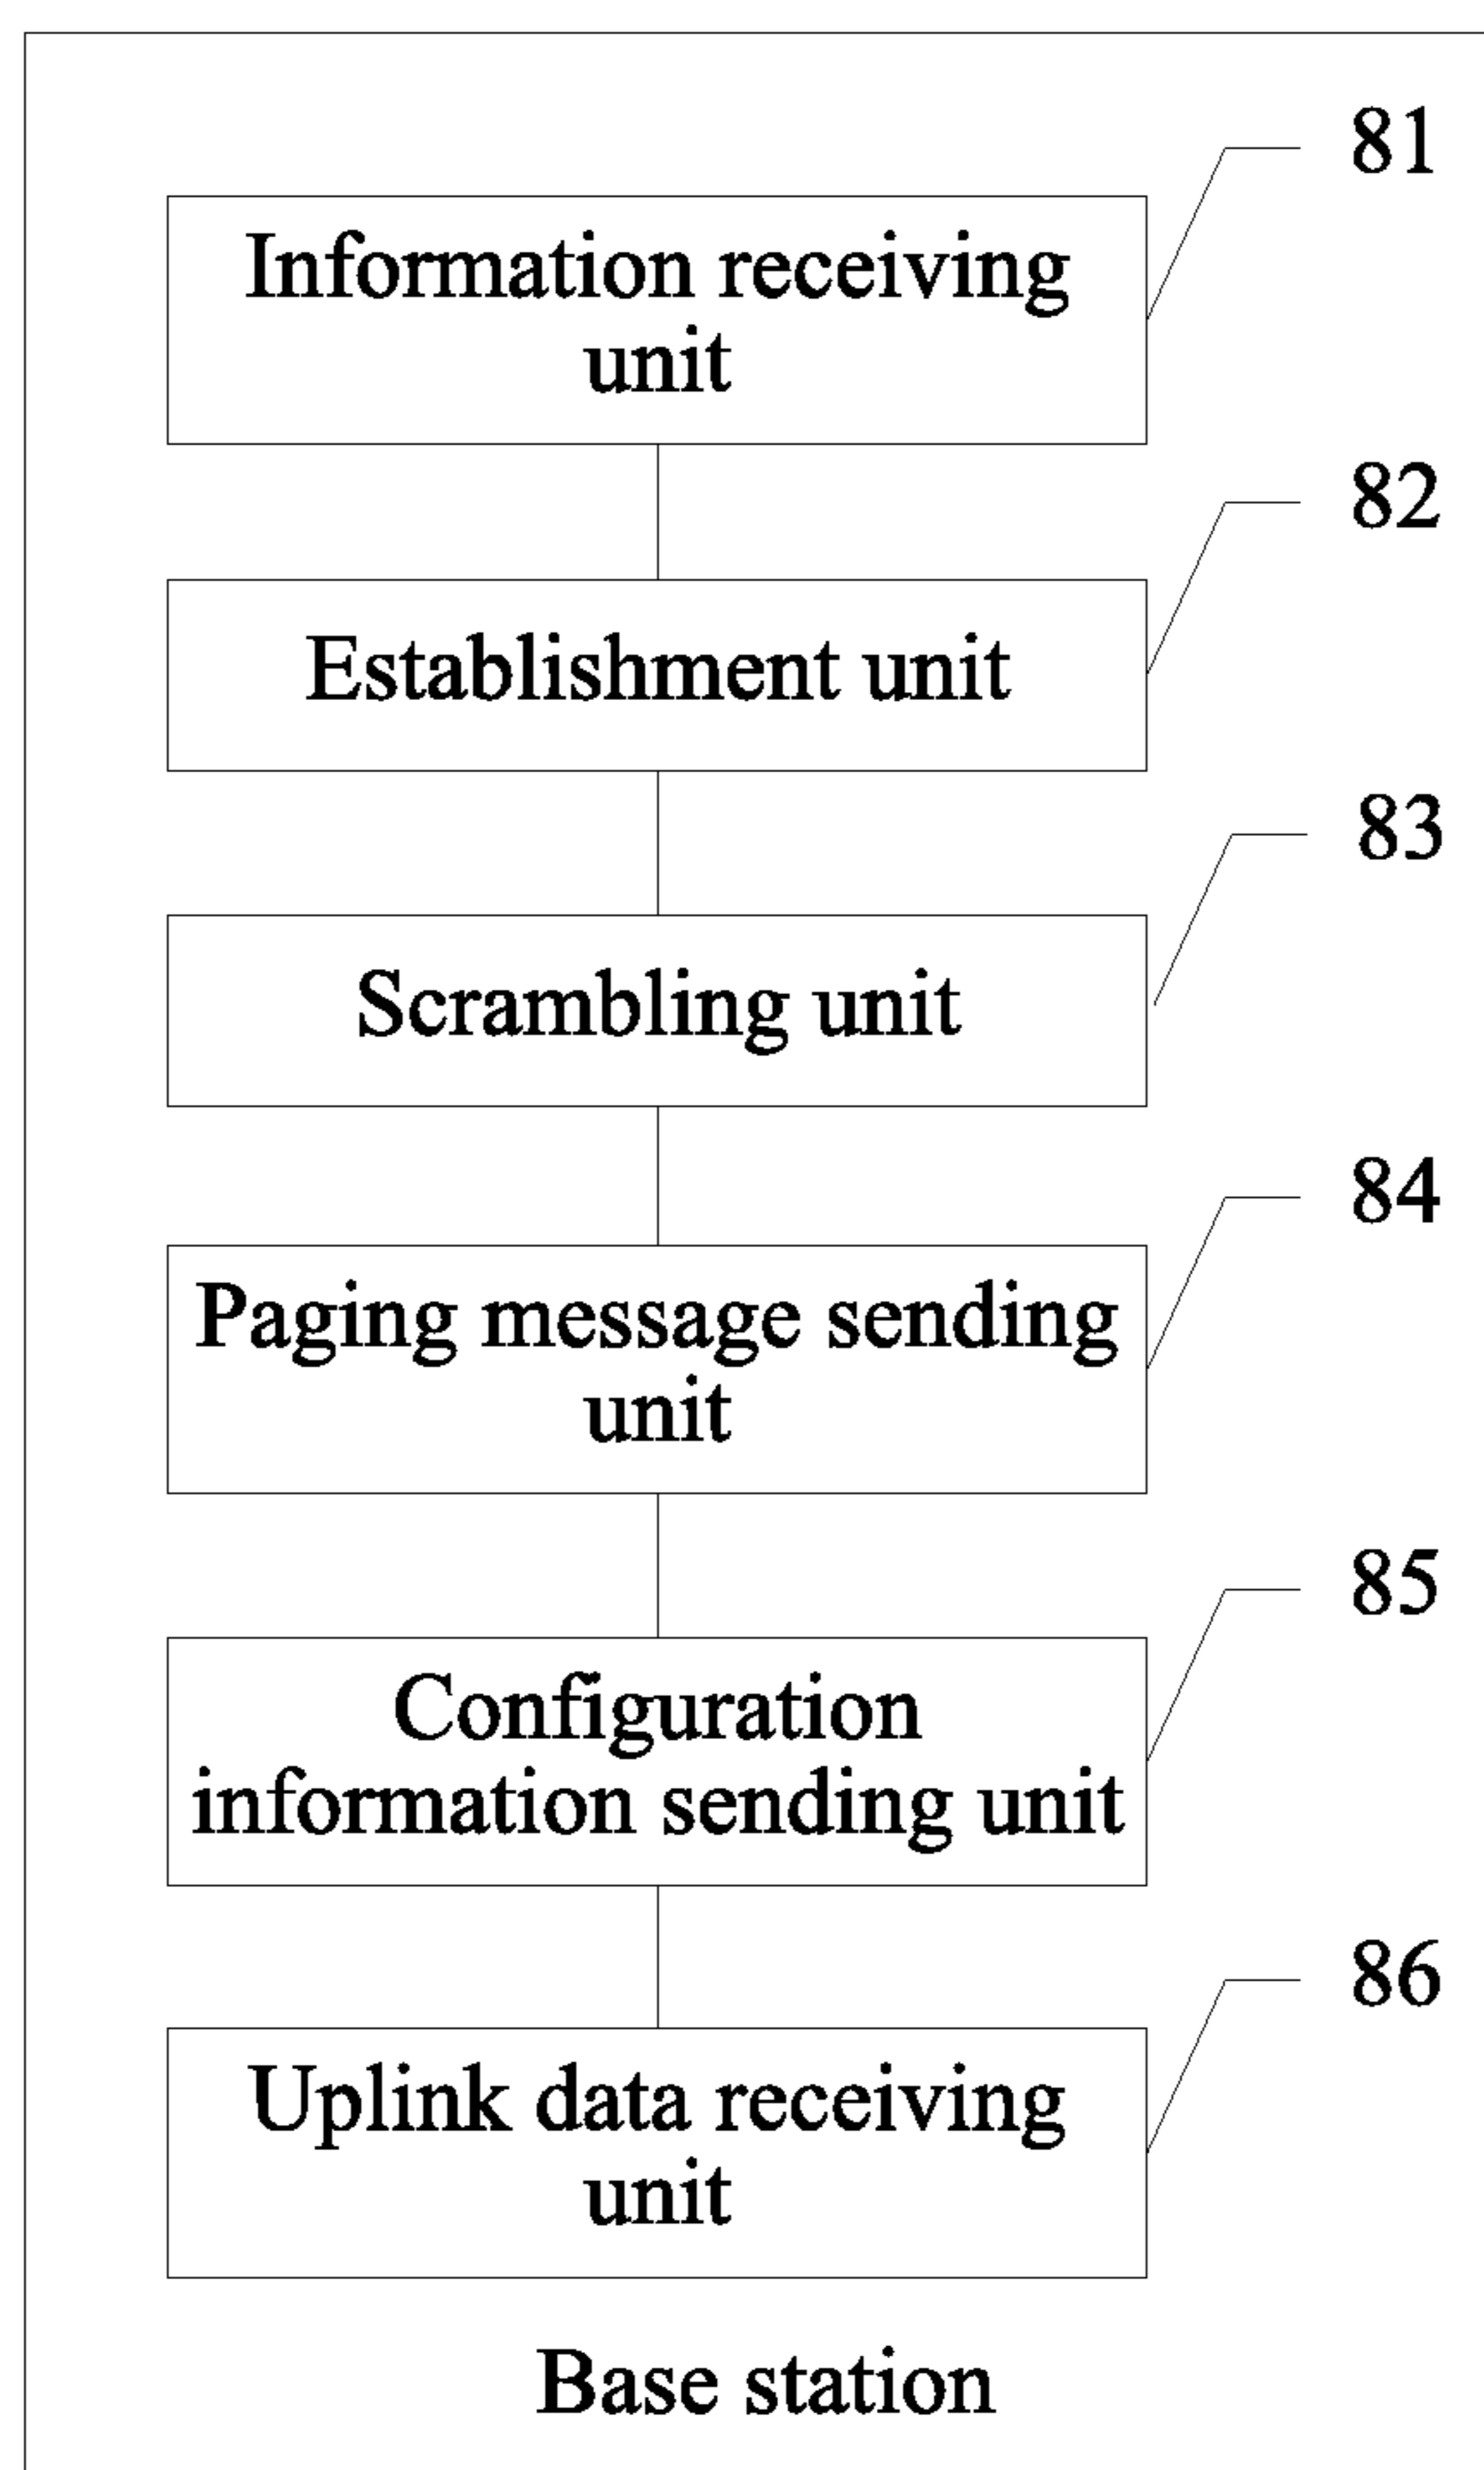 81
Information receiving
unit
82
Establishment unit
83
Scrambling unit
84
Paging message sending
unit
85
Configuration
information sending unit
86
Uplink data receiving
unit
Base station